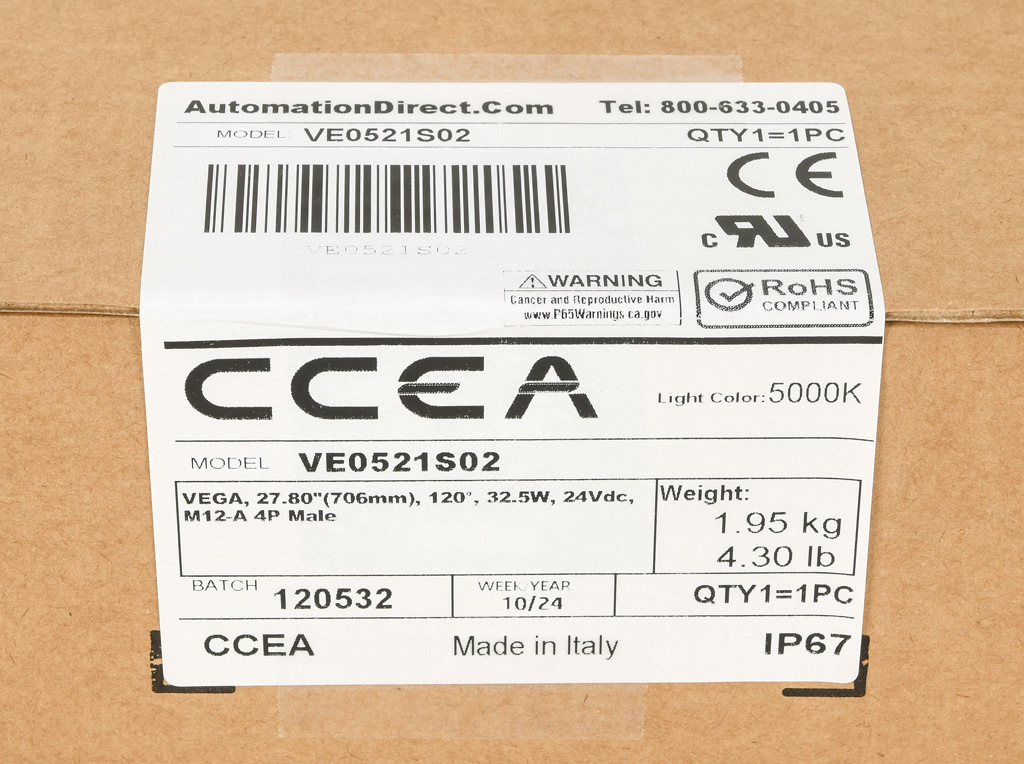 AutomationDirect.Com Tel: 800-633-0405
MODEL: VE0521S02 QTY1=1PC
CE
VE0521S02
C RU US
WARNING
Cancer and Reproductive Harm
www.P65Warnings.ca.gov
RoHS
COMPLIANT
CCEA
Light Color: 5000K
MODEL VE0521S02
VEGA, 27.80"(706mm), 120°, 32.5W, 24Vdc,
M12-A 4P Male
Weight:
1.95 kg
4.30 lb
BATCH 120532
WEEK/YEAR
10/24
QTY1=1PC
CCEA Made in Italy IP67